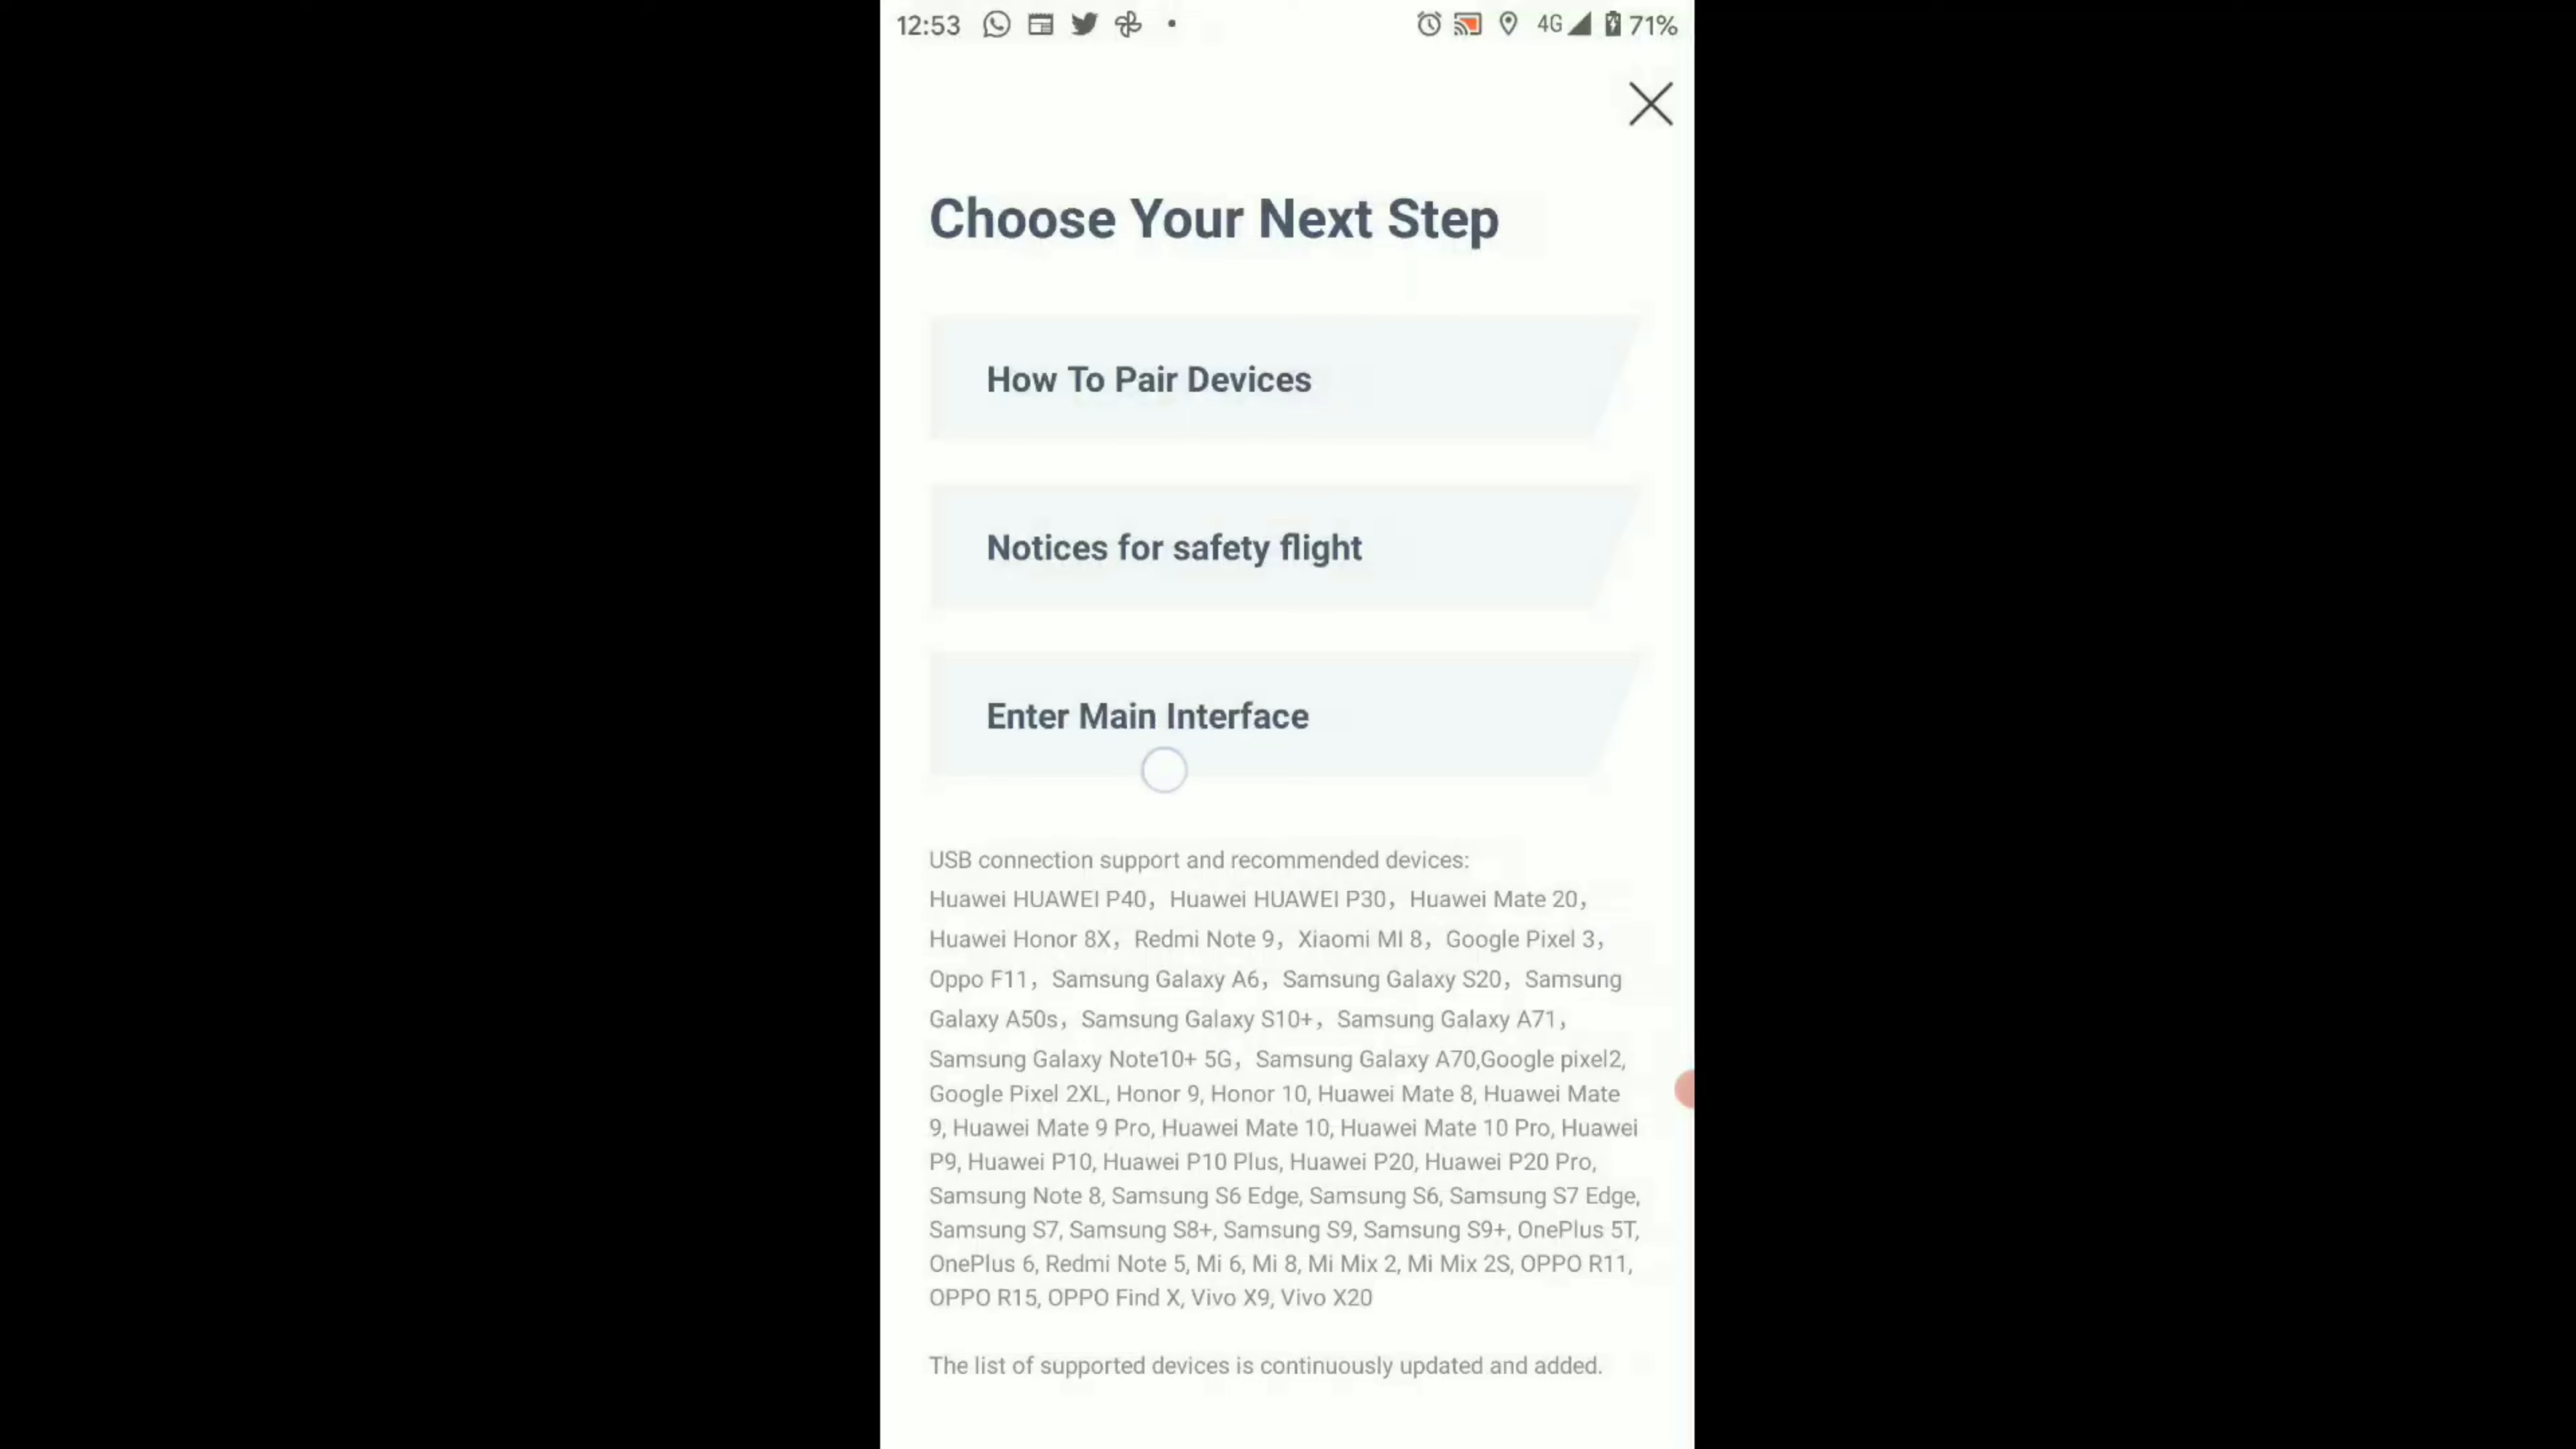 12:53 4G 71%
Choose Your Next Step
How To Pair Devices
Notices for safety flight
Enter Main Interface
USB connection support and recommended devices:
Huawei HUAWEI P40，Huawei HUAWEI P30，Huawei Mate 20，
Huawei Honor 8X，Redmi Note 9，Xiaomi MI 8，Google Pixel 3，
Oppo F11，Samsung Galaxy A6，Samsung Galaxy S20，Samsung
Galaxy A50s，Samsung Galaxy S10+，Samsung Galaxy A71，
Samsung Galaxy Note10+ 5G，Samsung Galaxy A70,Google pixel2,
Google Pixel 2XL, Honor 9, Honor 10, Huawei Mate 8, Huawei Mate
9, Huawei Mate 9 Pro, Huawei Mate 10, Huawei Mate 10 Pro, Huawei
P9, Huawei P10, Huawei P10 Plus, Huawei P20, Huawei P20 Pro,
Samsung Note 8, Samsung S6 Edge, Samsung S6, Samsung S7 Edge,
Samsung S7, Samsung S8+, Samsung S9, Samsung S9+, OnePlus 5T,
OnePlus 6, Redmi Note 5, Mi 6, Mi 8, Mi Mix 2, Mi Mix 2S, OPPO R11,
OPPO R15, OPPO Find X, Vivo X9, Vivo X20
The list of supported devices is continuously updated and added.